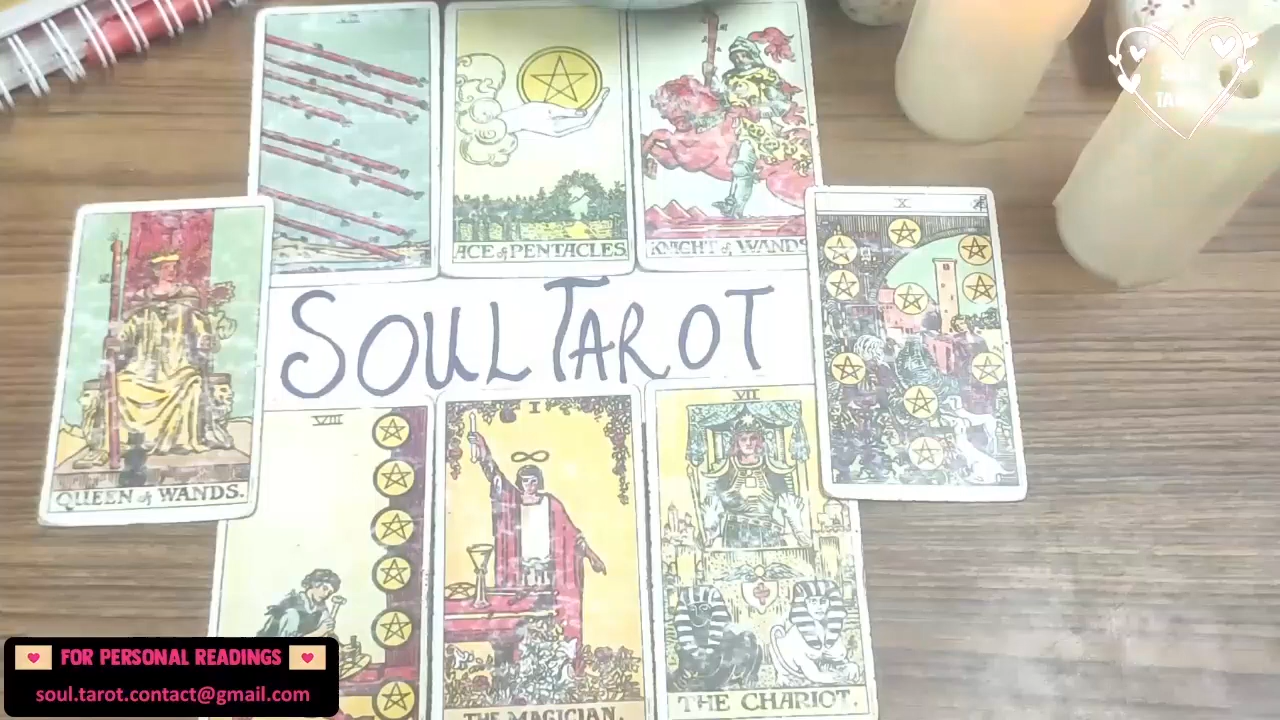 ACE of PENTACLES
KNIGHT of WANDS
X
QUEEN of WANDS.
SOUL TAROT
VIII
I
VII
THE MAGICIAN.
THE CHARIOT.
FOR PERSONAL READINGS
soul.tarot.contact@gmail.com